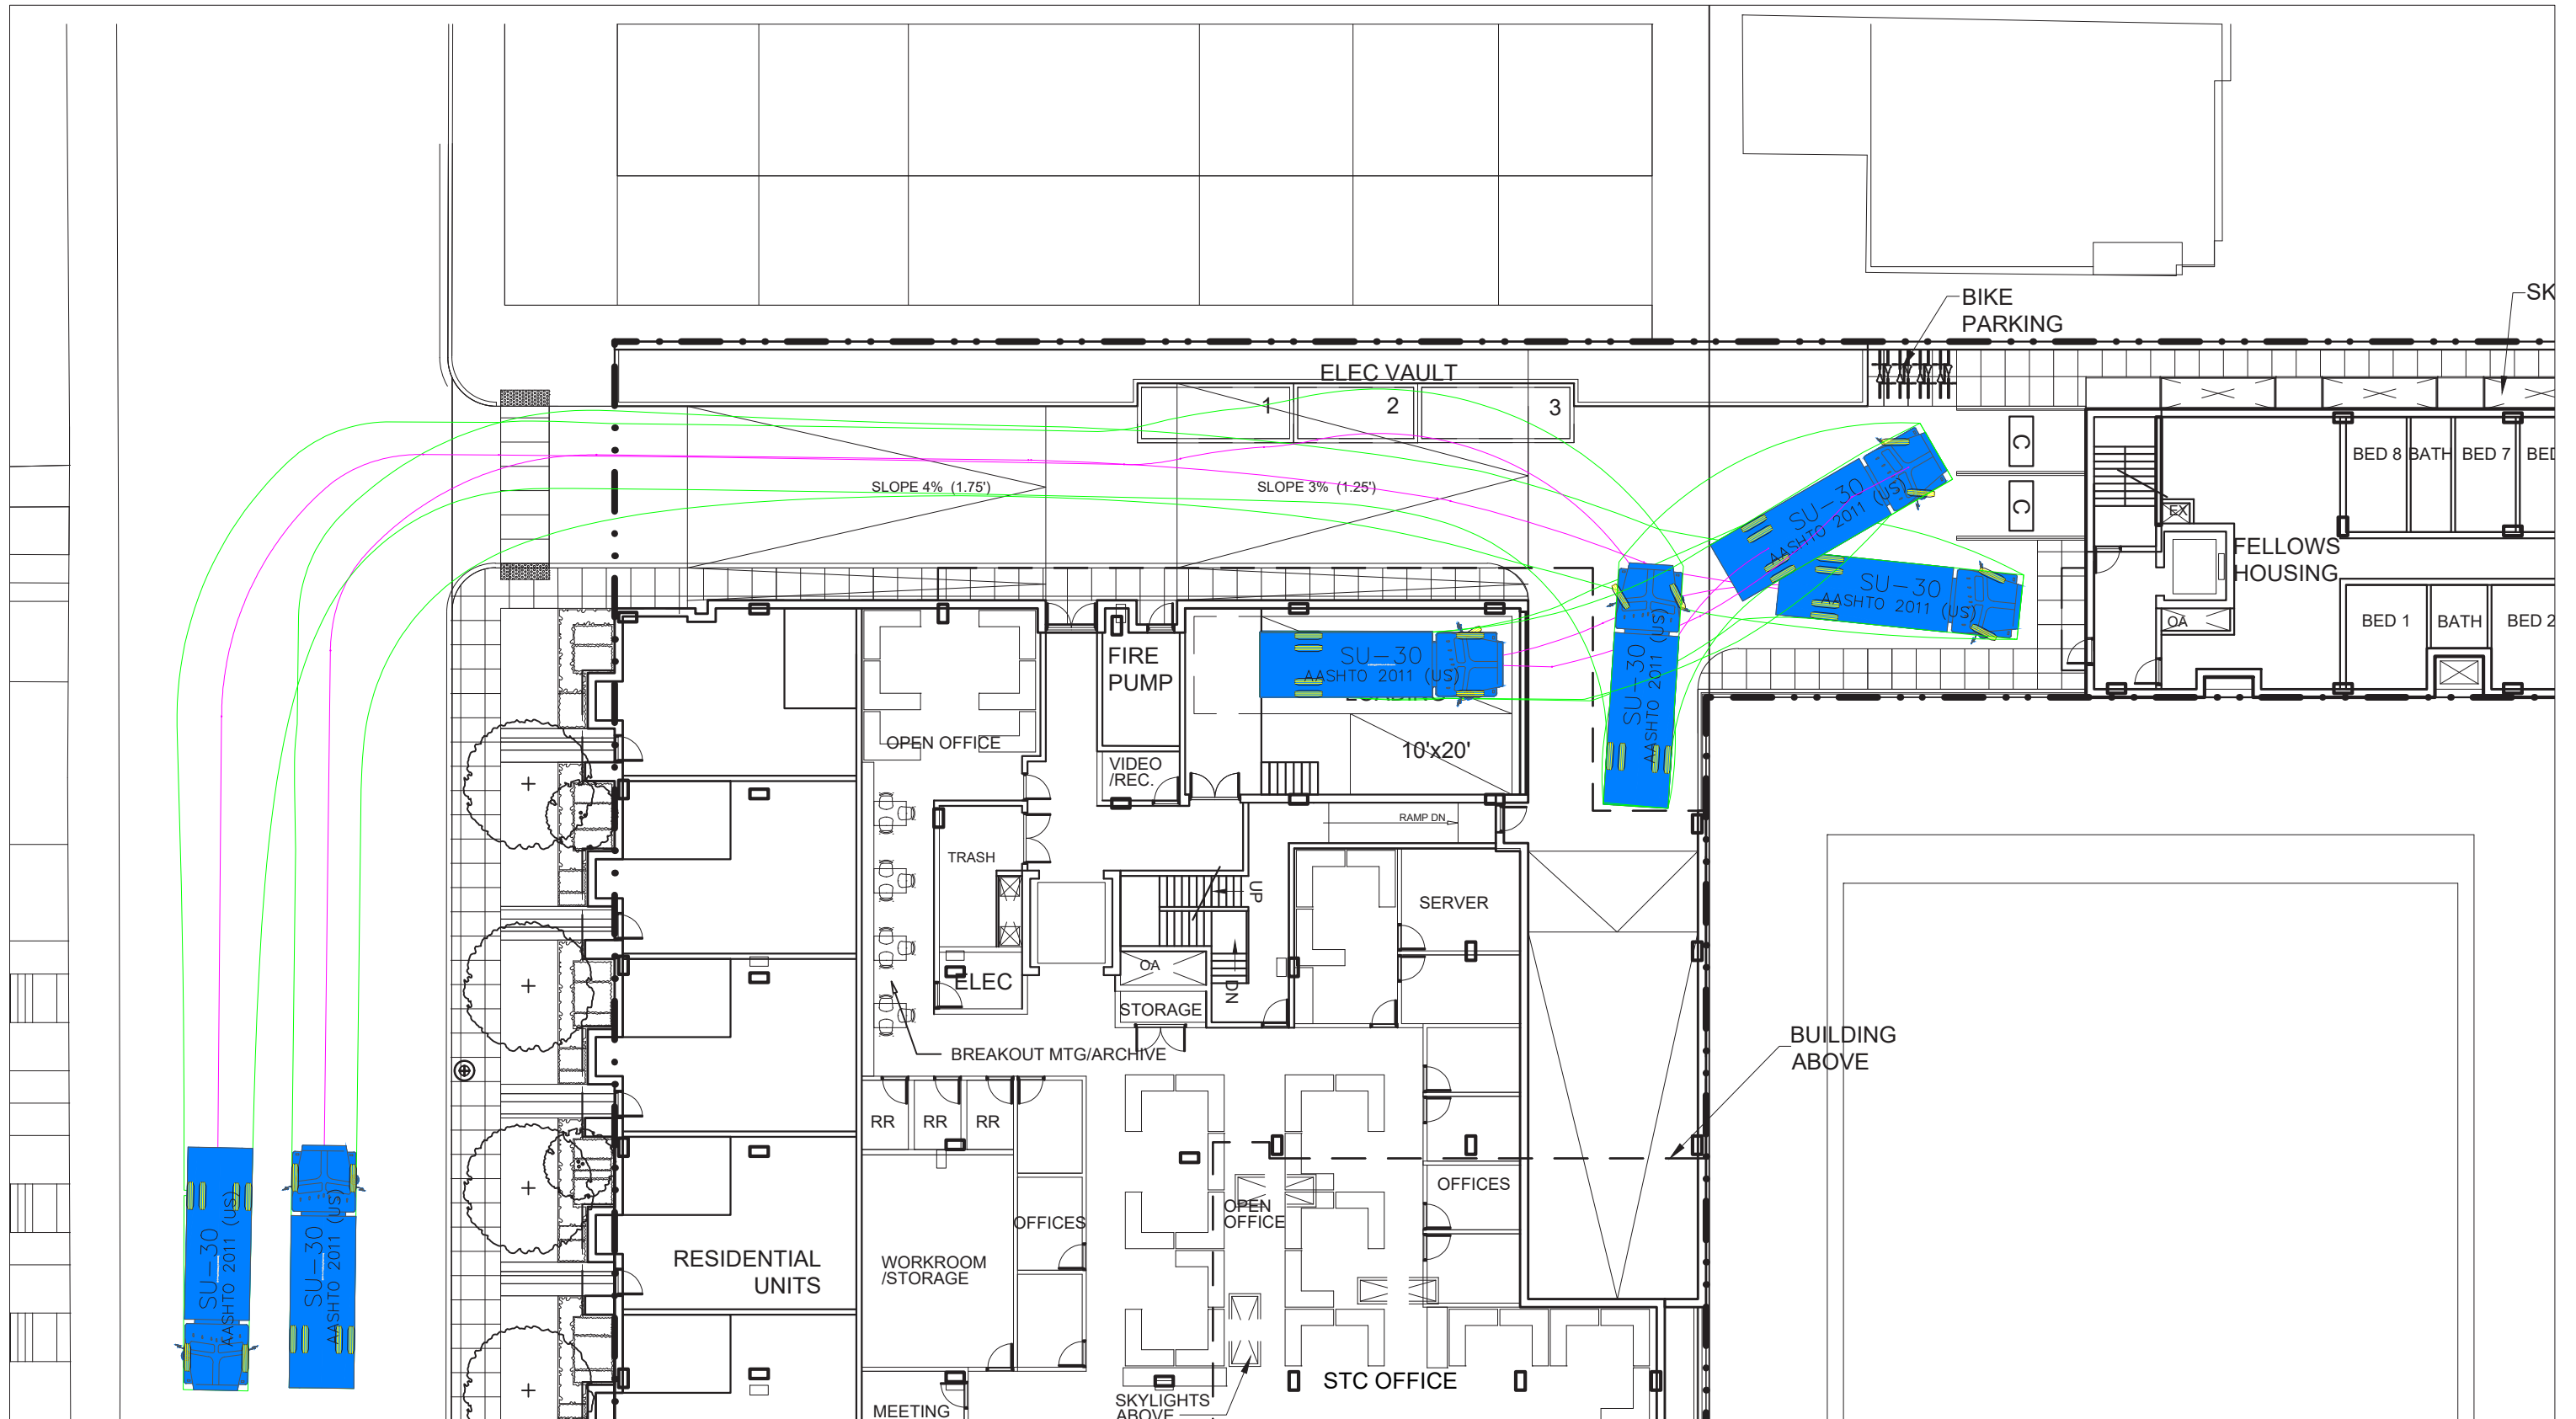 BIKE
PARKING
SK
ELEC VAULT
1
2
3
C
C
SLOPE 4% (1.75')
SLOPE 3% (1.25')
BED 8
BATH
BED 7
BED
SU-30
AASHTO 2011 (US)
EX
FELLOWS
HOUSING
SU-30
AASHTO 2011 (US)
OA
BED 1
BATH
BED 2
FIRE
PUMP
SU-30
AASHTO 2011 (US)
LOADING
SU-30
AASHTO 2011 (US)
OPEN OFFICE
10'x20'
VIDEO
/REC.
RAMP DN
TRASH
UP
SERVER
OA
ELEC
DN
STORAGE
BREAKOUT MTG/ARCHIVE
BUILDING
ABOVE
RR
RR
RR
OFFICES
OPEN
OFFICE
OFFICES
SU-30
AASHTO 2011 (US)
SU-30
AASHTO 2011 (US)
RESIDENTIAL
UNITS
WORKROOM
/STORAGE
STC OFFICE
SKYLIGHTS
ABOVE
MEETING